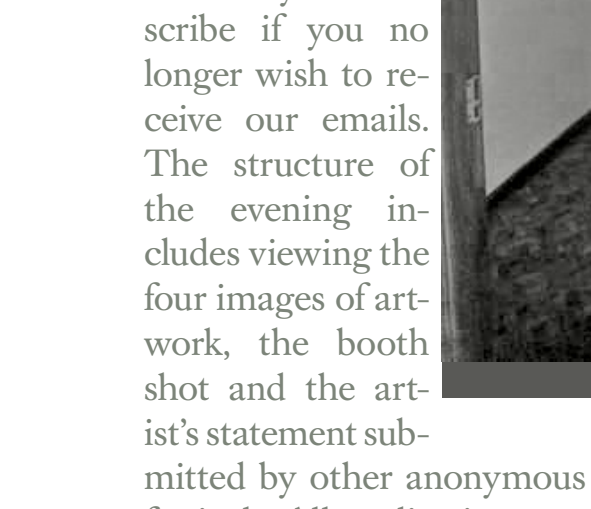 scribe if you no
longer wish to re-
ceive our emails.
The structure of
the evening in-
cludes viewing the
four images of art-
work, the booth
shot and the art-
ist's statement sub-
mitted by other anonymous